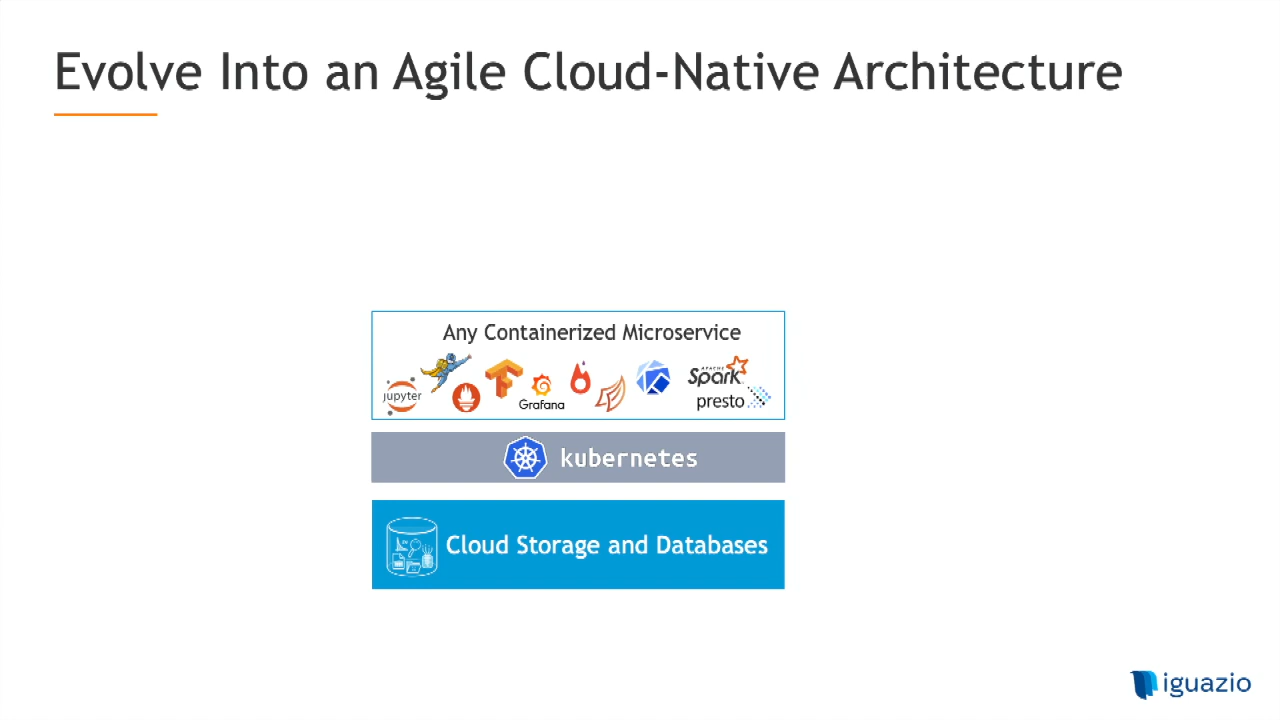 Evolve Into an Agile Cloud-Native Architecture
Any Containerized Microservice
jupyter
Grafana
APACHE
Spark
presto
kubernetes
Cloud Storage and Databases
iguazio